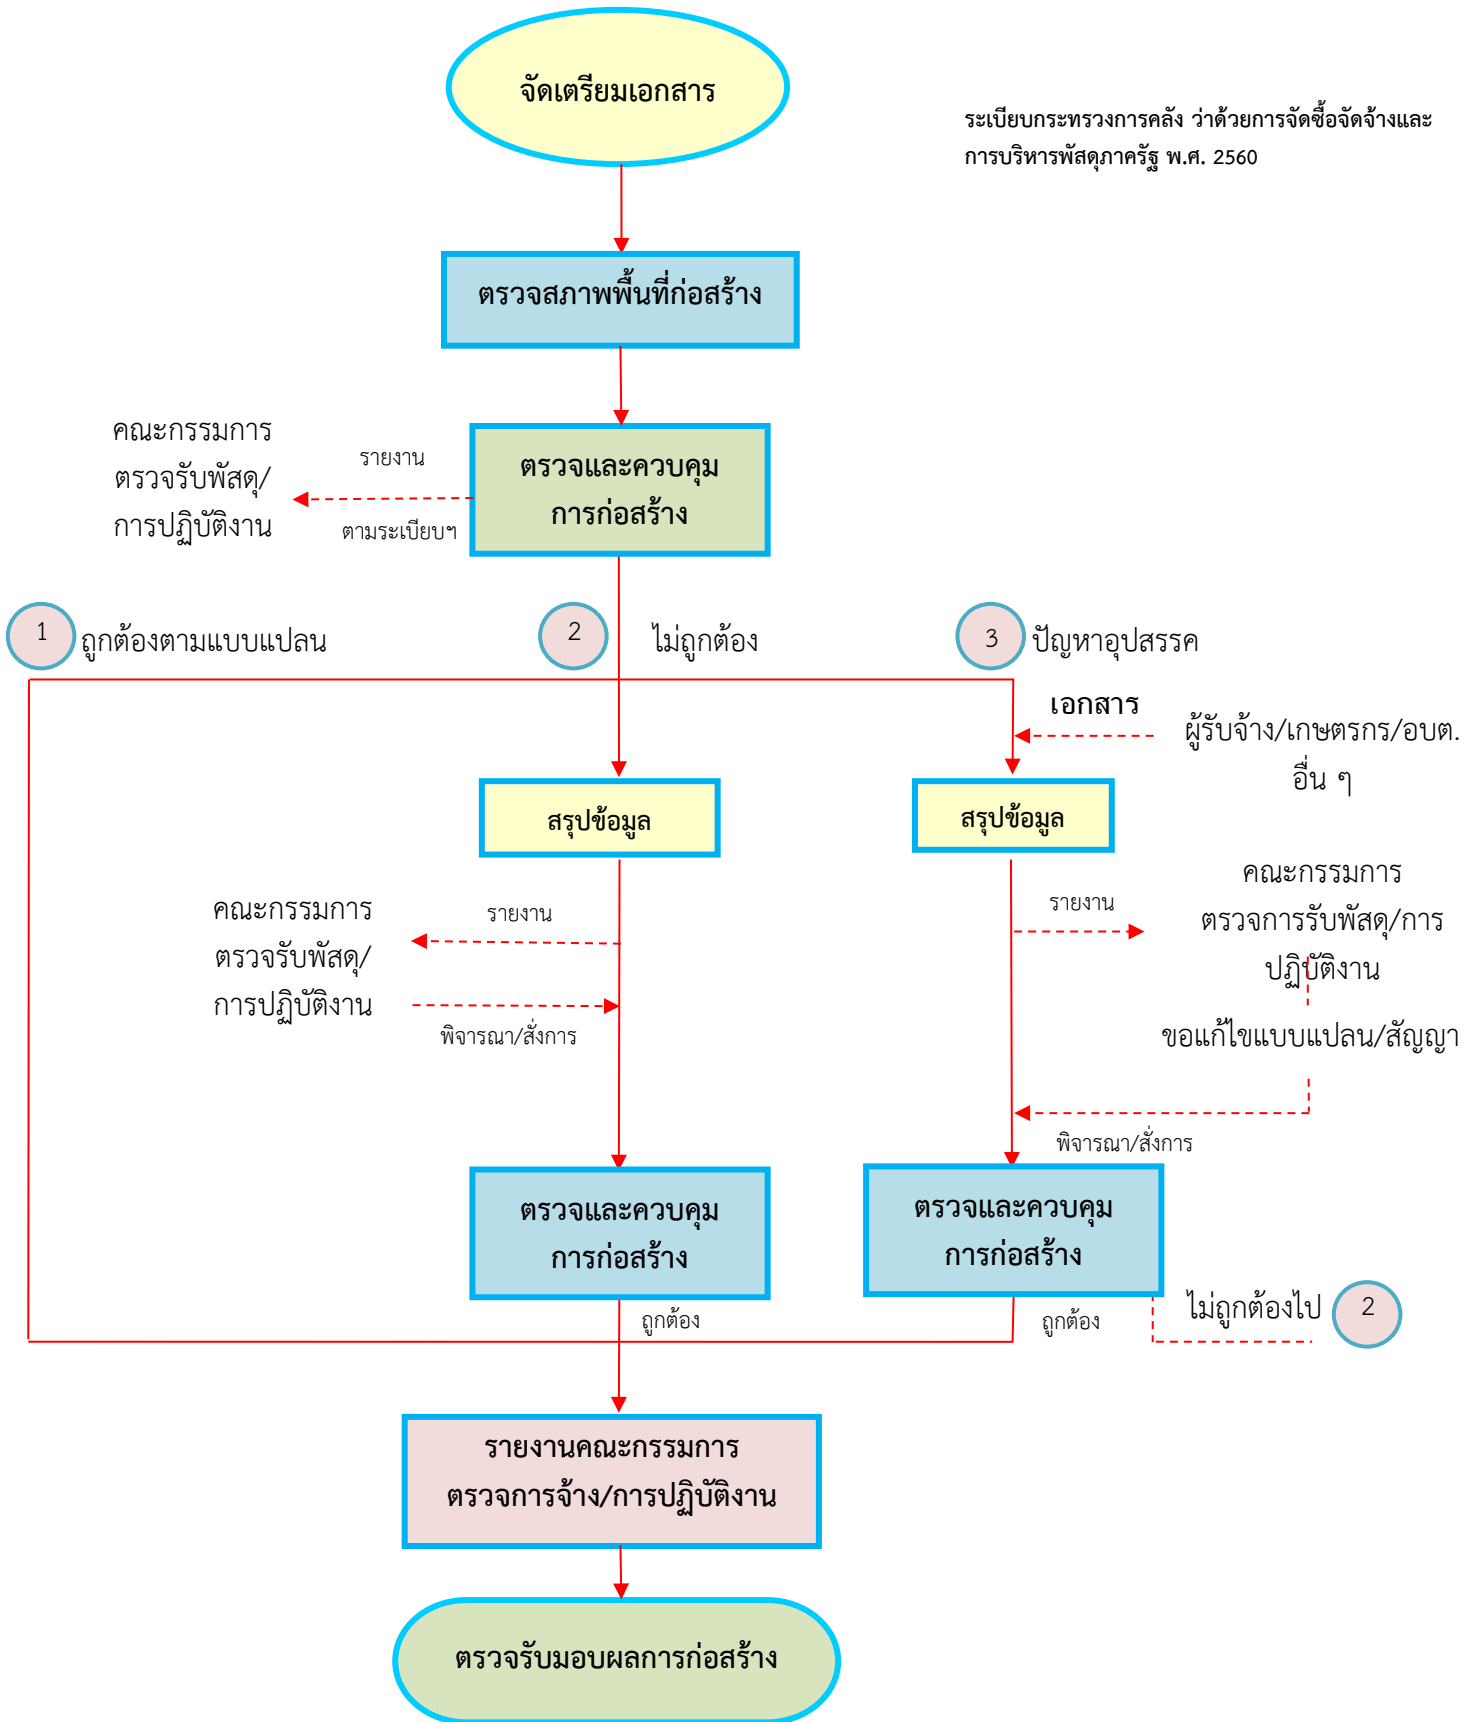 จัดเตรียมเอกสาร
ระเบียบกระทรวงการคลัง ว่าด้วยการจัดซื้อจัดจ้างและ
การบริหารพัสดุภาครัฐ พ.ศ. 2560
ตรวจสภาพพื้นที่ก่อสร้าง
คณะกรรมการ
ตรวจรับพัสดุ/
การปฏิบัติงาน
รายงาน
ตามระเบียบฯ
ตรวจและควบคุม
การก่อสร้าง
1 ถูกต้องตามแบบแปลน
2 ไม่ถูกต้อง
3 ปัญหาอุปสรรค
เอกสาร
ผู้รับจ้าง/เกษตรกร/อบต.
อื่น ๆ
สรุปข้อมูล
สรุปข้อมูล
คณะกรรมการ
ตรวจรับพัสดุ/
การปฏิบัติงาน
รายงาน
พิจารณา/สั่งการ
รายงาน
คณะกรรมการ
ตรวจการรับพัสดุ/การ
ปฏิบัติงาน
ขอแก้ไขแบบแปลน/สัญญา
พิจารณา/สั่งการ
ตรวจและควบคุม
การก่อสร้าง
ตรวจและควบคุม
การก่อสร้าง
ถูกต้อง
ถูกต้อง
ไม่ถูกต้องไป 2
รายงานคณะกรรมการ
ตรวจการจ้าง/การปฏิบัติงาน
ตรวจรับมอบผลการก่อสร้าง